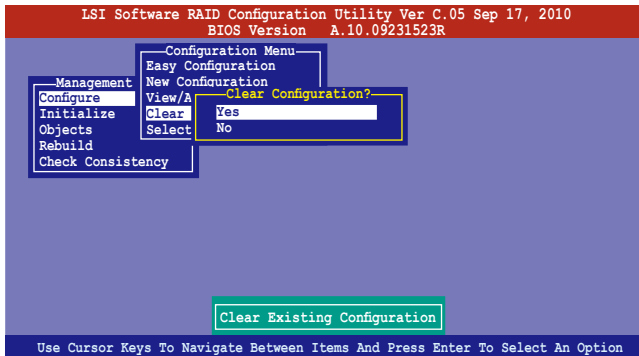 LSI Software RAID Configuration Utility Ver C.05 Sep 17, 2010
BIOS Version A.10.09231523R
Configuration Menu
Easy Configuration
New Configuration
View/A
Clear
Select
Management
Configure
Initialize
Objects
Rebuild
Check Consistency
Clear Configuration?
Yes
No
Clear Existing Configuration
Use Cursor Keys To Navigate Between Items And Press Enter To Select An Option